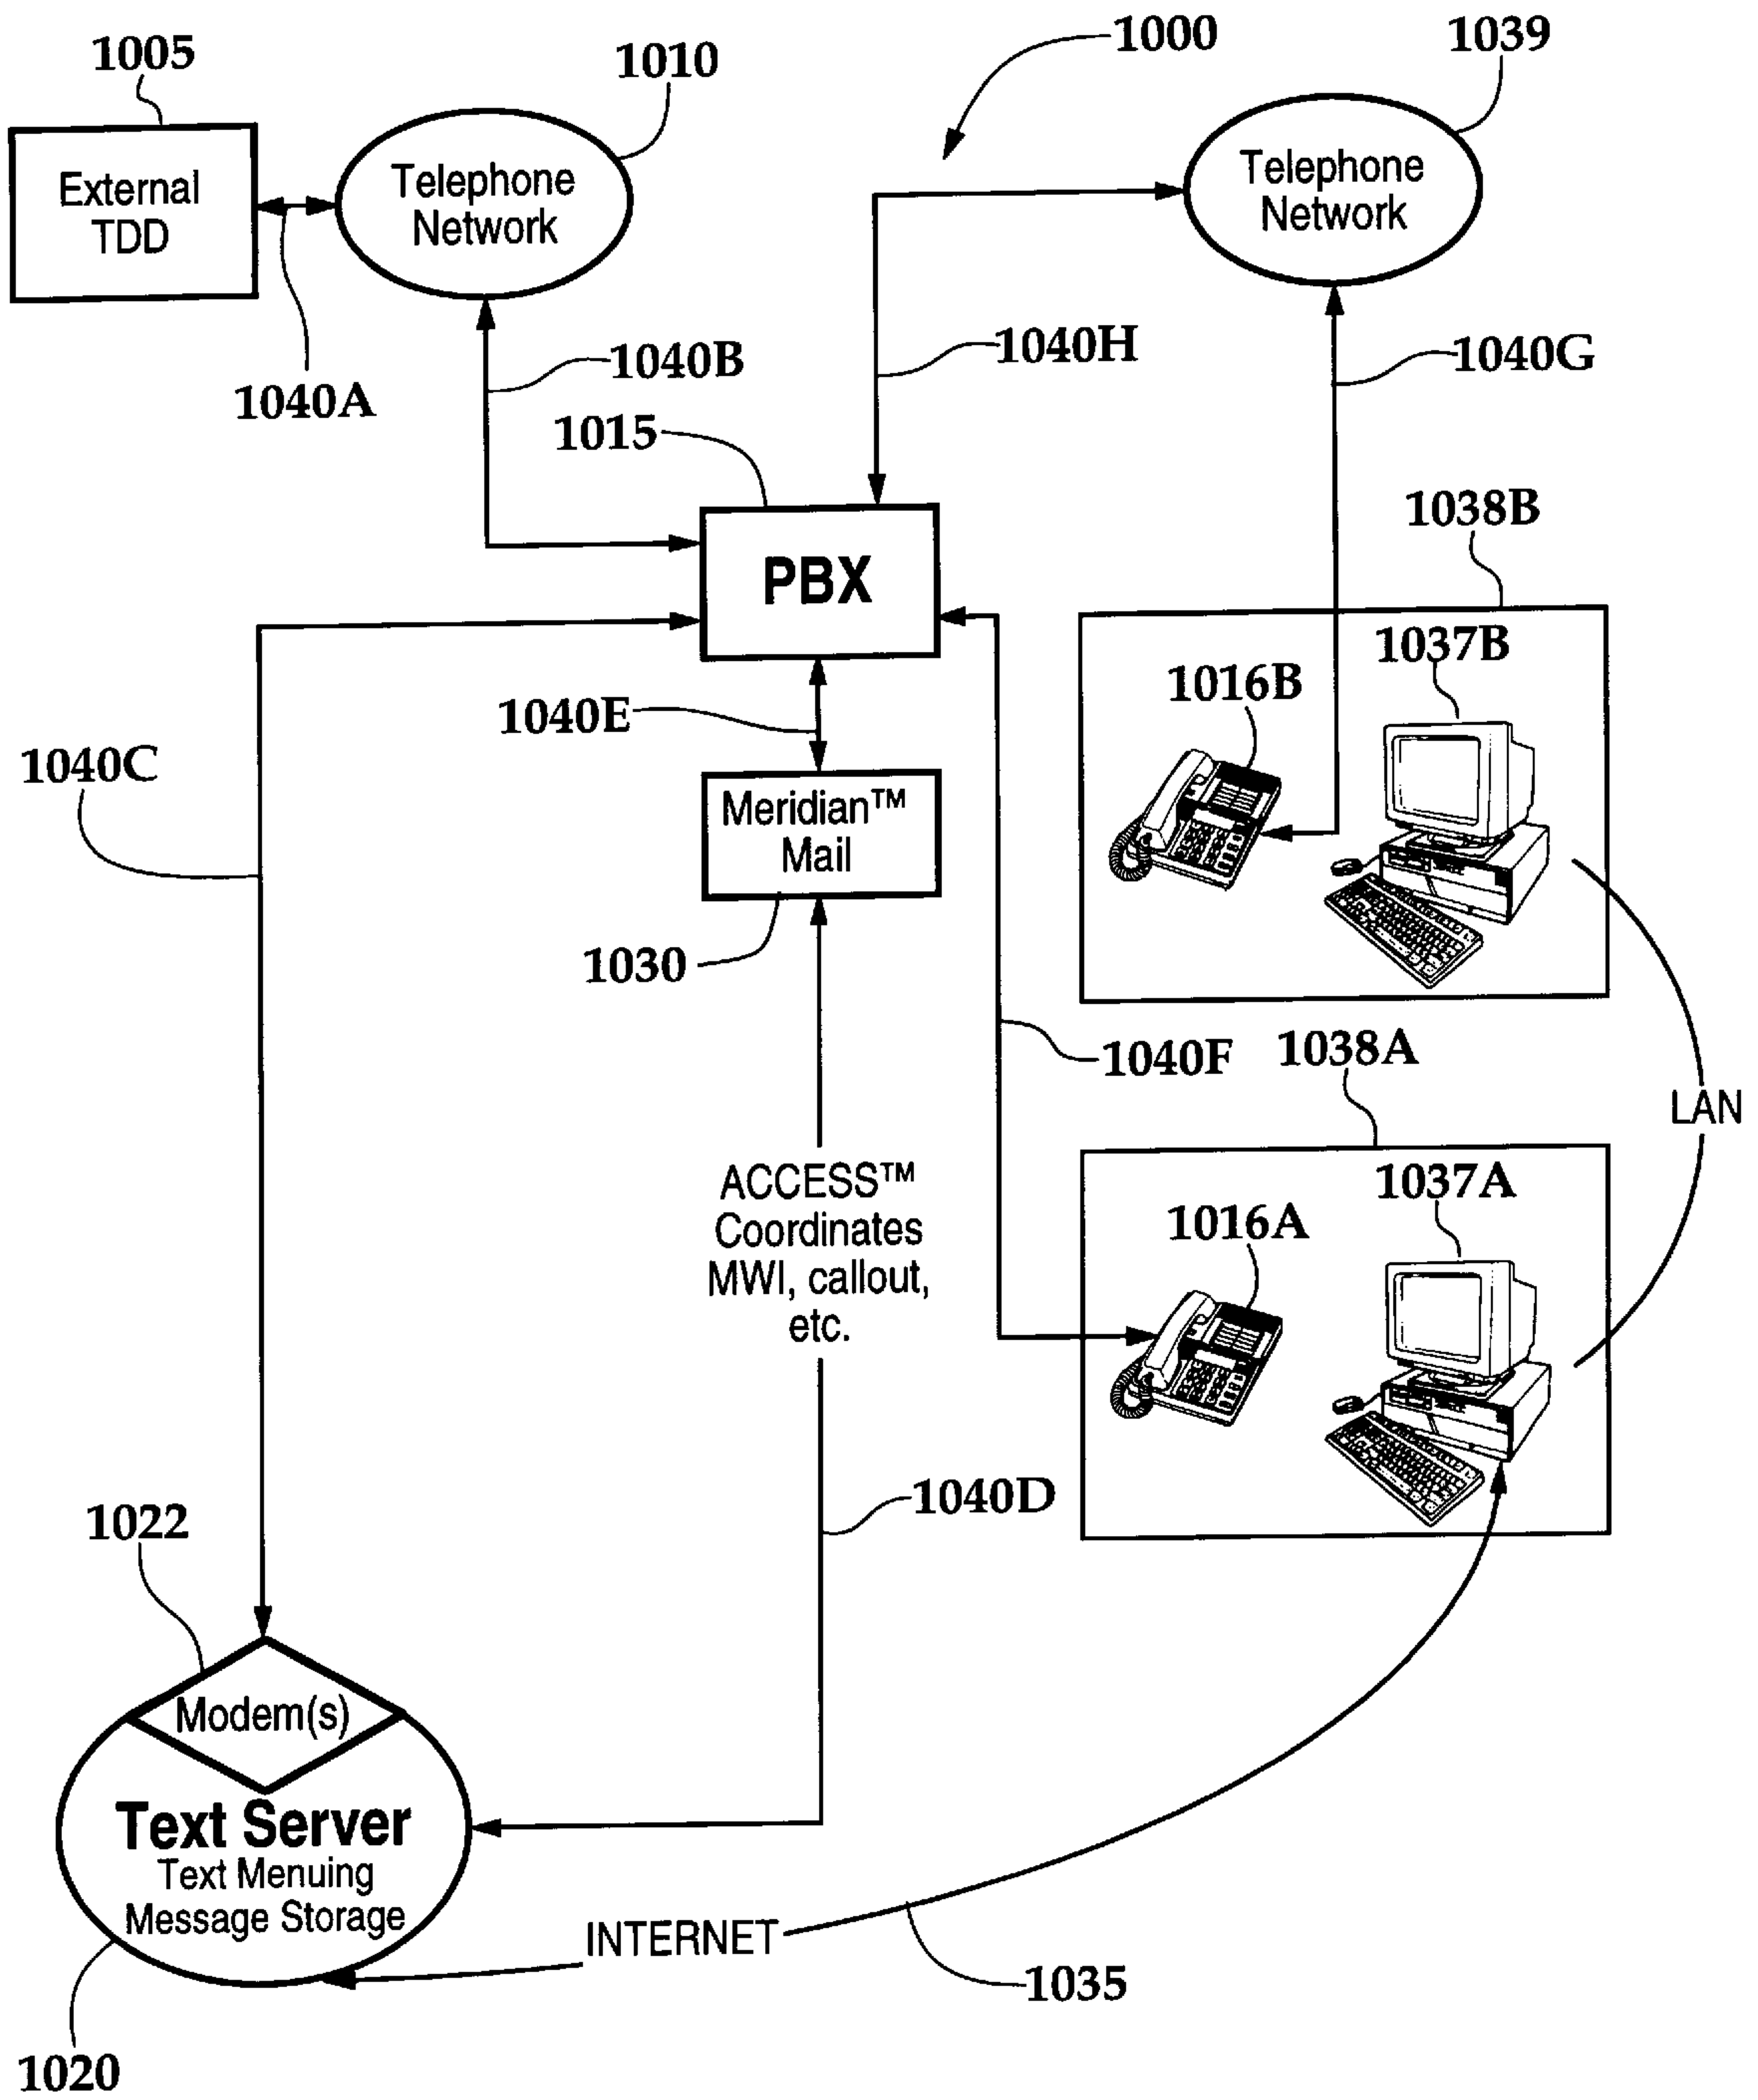 1000
1039
1005
1010
External
TDD
Telephone
Network
Telephone
Network
1040A
1040B
1040H
1040G
1015
1038B
PBX
1037B
1016B
1040E
1040C
Meridian™
Mail
1030
1040F
1038A
LAN
ACCESS™
Coordinates
MWI, callout,
etc.
1037A
1016A
1040D
1022
Modem(s)
Text Server
Text Menuing
Message Storage
INTERNET
1035
1020